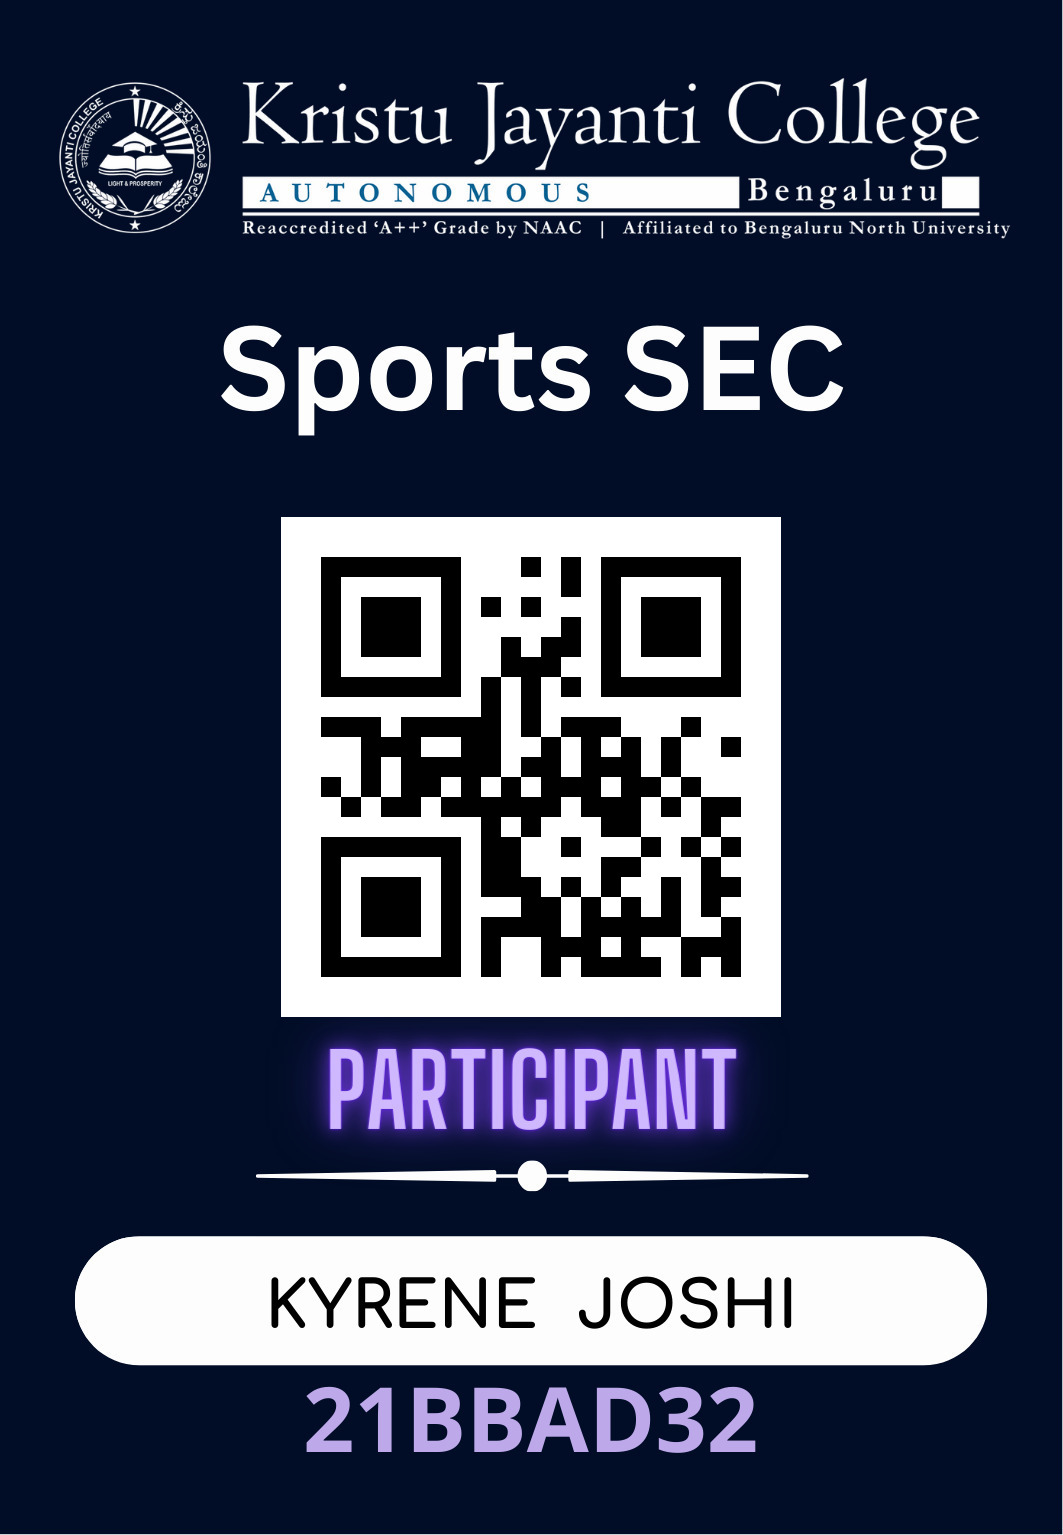 Kristu Jayanti College
AUTONOMOUS Bengaluru
Reaccredited ‘A++’ Grade by NAAC | Affiliated to Bengaluru North University
KRISTU JAYANTI COLLEGE
ಕ್ರಿಸ್ತು ಜಯಂತಿ ಕಾಲೇಜು
LIGHT & PROSPERITY
Sports SEC
PARTICIPANT
KYRENE JOSHI
21BBAD32